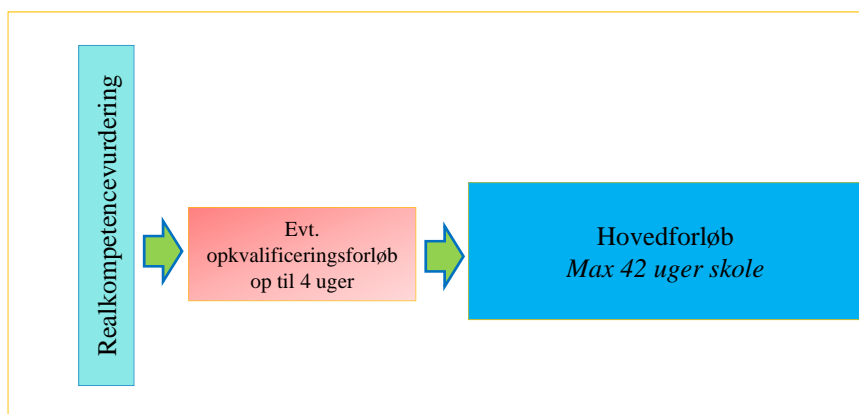 Realkompetencevurdering
Evt.
opkvalificeringsforløb
op til 4 uger
Hovedforløb
Max 42 uger skole